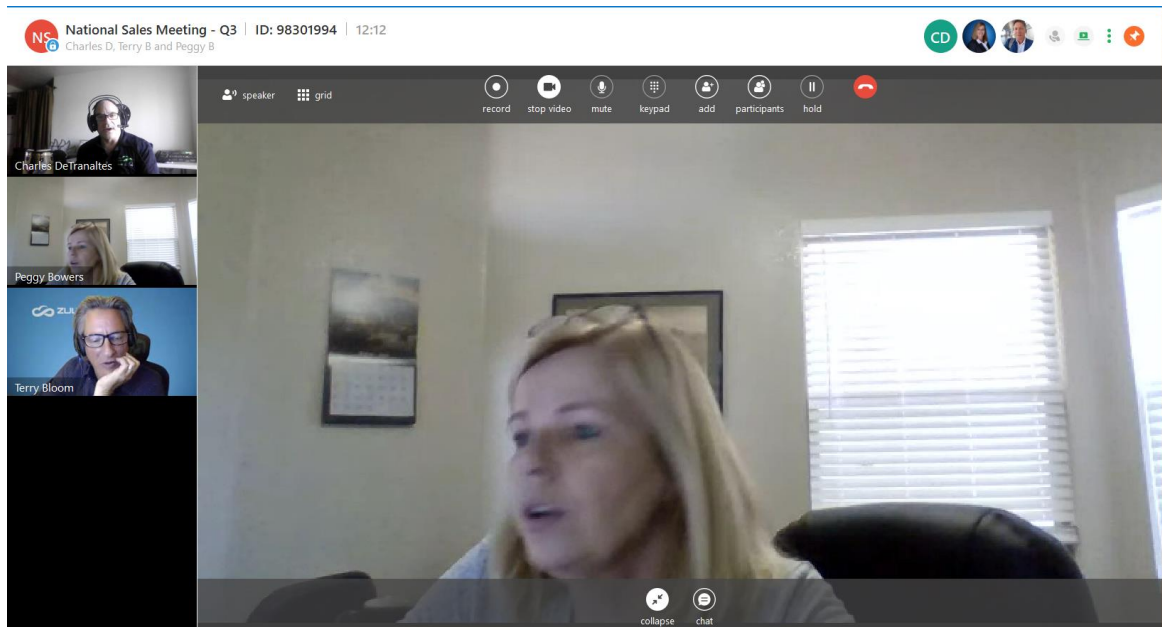 NS
National Sales Meeting - Q3 | ID: 98301994 | 12:12
Charles D, Terry B and Peggy B
CD
speaker
grid
record
stop video
mute
keypad
add
participants
hold
Charles DeTranaltes
Peggy Bowers
Terry Bloom
collapse
chat